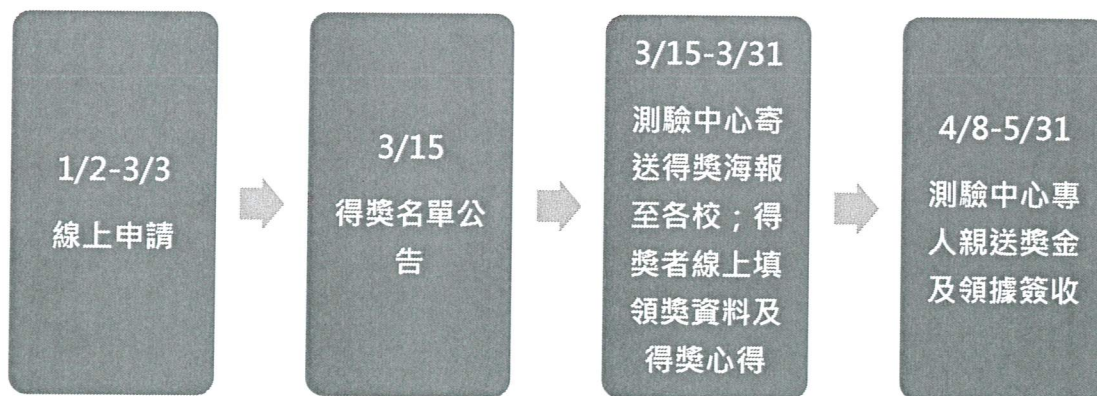 1/2-3/3
線上申請
3/15
得獎名單公
告
3/15-3/31
測驗中心寄
送得獎海報
至各校；得
獎者線上填
領獎資料及
得獎心得
4/8-5/31
測驗中心專
人親送獎金
及領據簽收